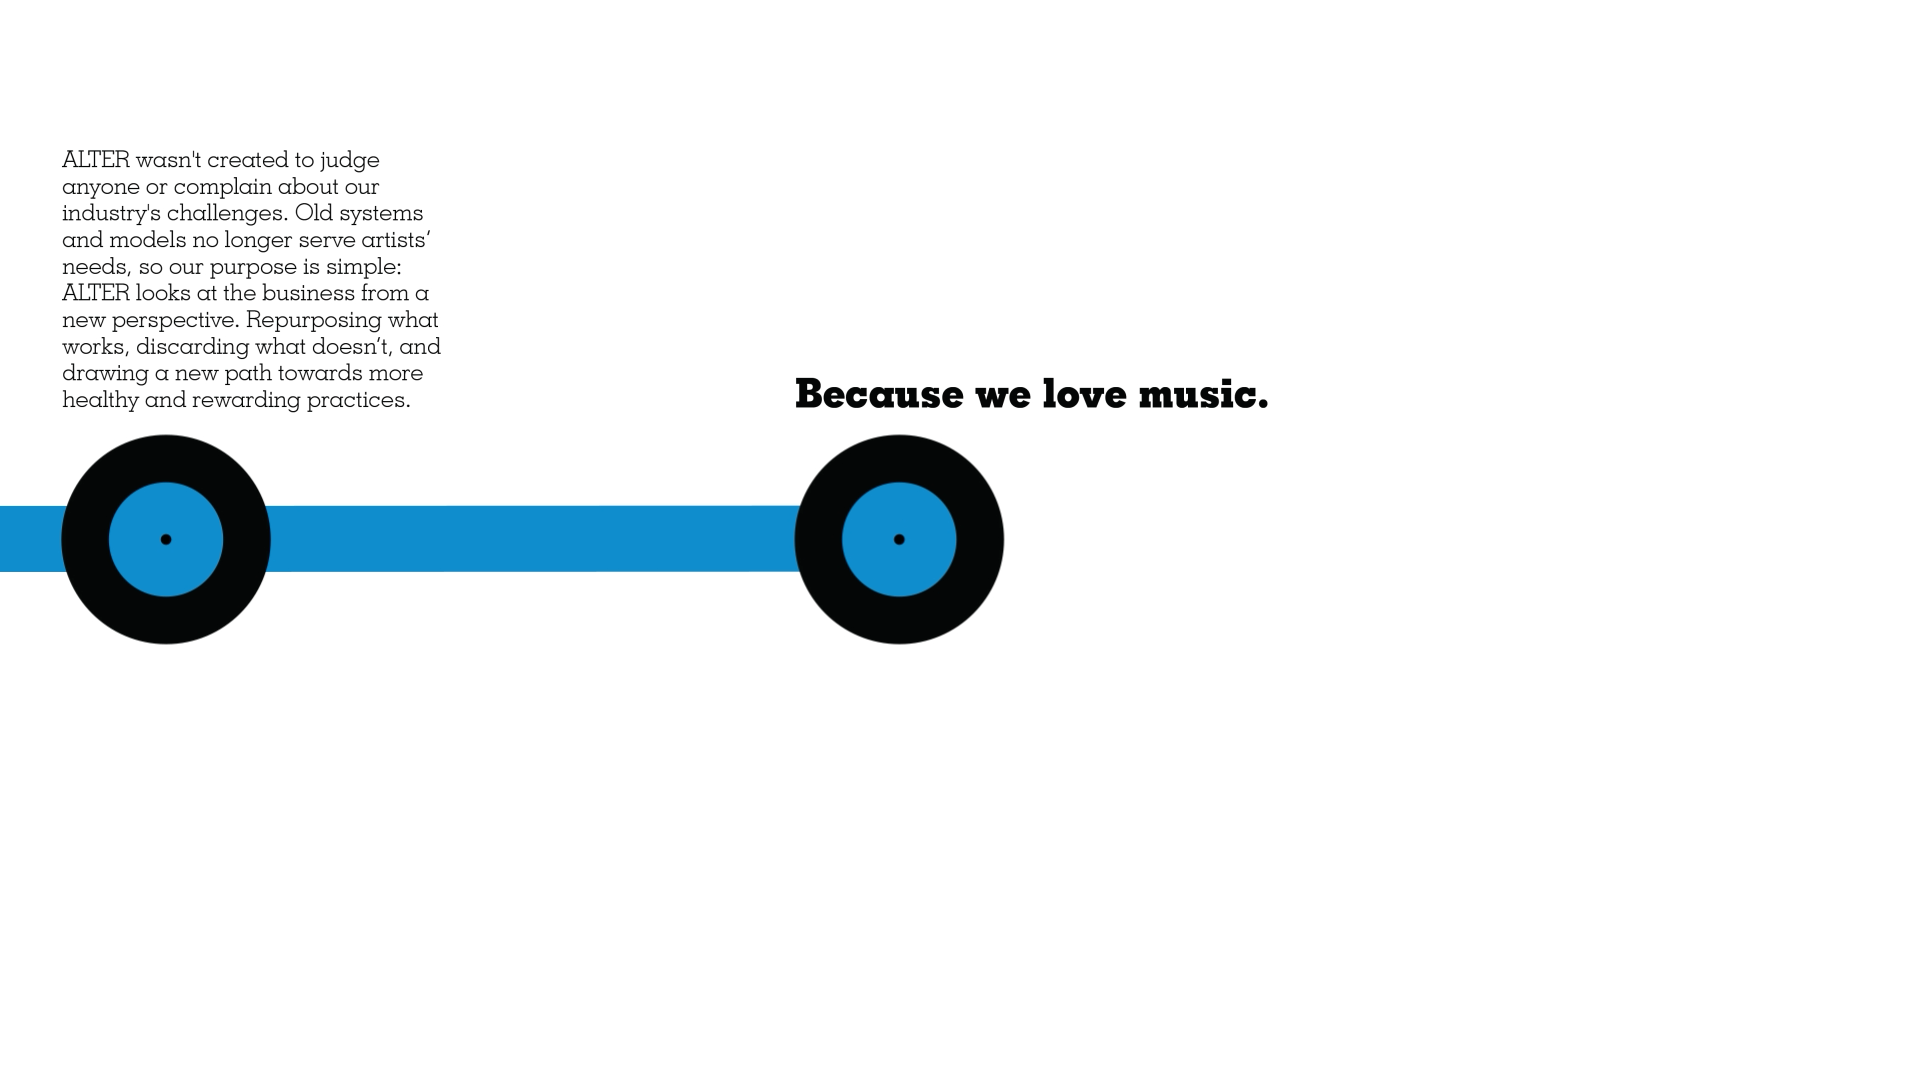 ALTER wasn't created to judge
anyone or complain about our
industry's challenges. Old systems
and models no longer serve artists’
needs, so our purpose is simple:
ALTER looks at the business from a
new perspective. Repurposing what
works, discarding what doesn’t, and
drawing a new path towards more
healthy and rewarding practices.
Because we love music.